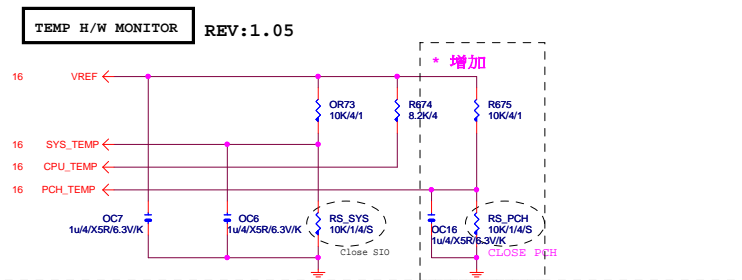 TEMP H/W MONITOR REV:1.05
* 增加
16 VREF
OR73 R674 R675
10K/4/1 8.2K/4 10K/4/1
16 SYS_TEMP
16 CPU_TEMP
16 PCH_TEMP
OC7 OC6 RS_SYS OC16 RS_PCH
1u/4/X5R/6.3V/K 1u/4/X5R/6.3V/K 10K/1/4/S 1u/4/X5R/6.3V/K 10K/1/4/S
Close SIO CLOSE PCH